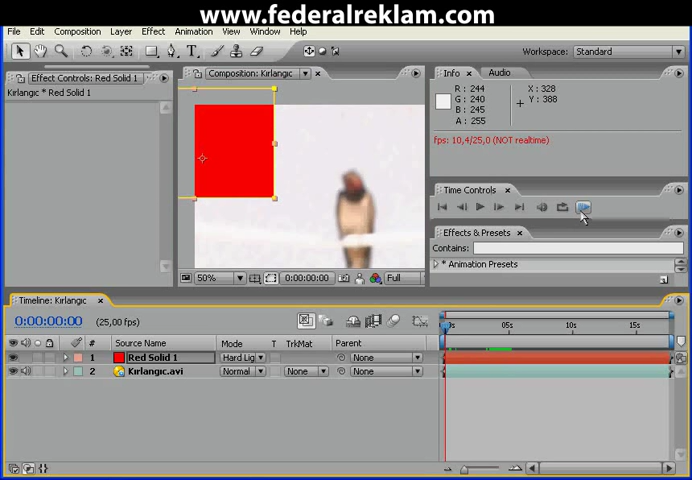 www.federalreklam.com
File Edit Composition Layer Effect Animation View Window Help
Workspace: Standard
Effect Controls: Red Solid 1
Kırlangic * Red Solid 1
Composition: Kırlangic
Info Audio
R : 244
G : 240
B : 245
A : 255
X : 328
Y : 388
fps: 10,4/25,0 (NOT realtime)
Time Controls
Effects & Presets
Contains:
* Animation Presets
50% 0:00:00:00 Full
Timeline: Kırlangic
0:00:00:00 (25,00 fps)
0s 05s 10s 15s
# Source Name Mode T TrkMat Parent
1 Red Solid 1 Hard Lig None
2 Kırlangıc.avi Normal None None